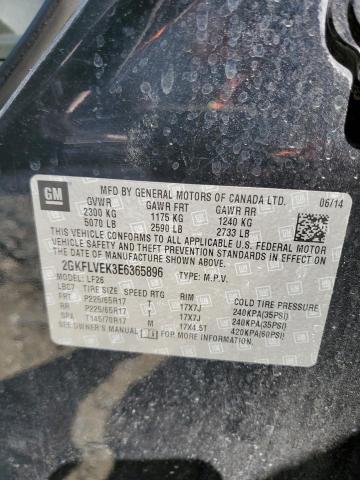 GM
MFD BY GENERAL MOTORS OF CANADA LTD. 06/14
GVWR GAWR FRT GAWR RR
2300 KG 1175 KG 1240 KG
5070 LB 2590 LB 2733 LB
THIS VEHICLE CONFORMS TO ALL APPLICABLE U.S. FEDERAL MOTOR
VEHICLE SAFETY AND THEFT PREVENTION STANDARDS IN EFFECT ON
THE DATE OF MANUFACTURE SHOWN ABOVE.
2GKFLVEK3E6365896 TYPE: M.P.V.
MODEL: LF26
LBCJ TIRE SIZE SPEED RTG RIM COLD TIRE PRESSURE
FRT P225/65R17 17X7J 240KPA(35PSI)
RR P225/65R17 17X7J 240KPA(35PSI)
SPA T145/70R17 M 17X4.5T 420KPA(60PSI)
SEE OWNER'S MANUAL FOR MORE INFORMATION.